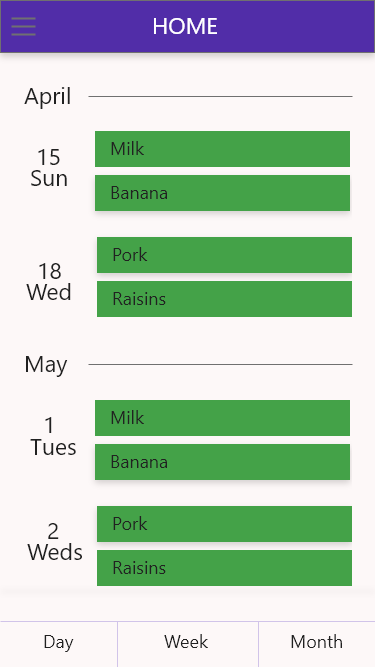 HOME
April
15
Sun
Milk
Banana
18
Wed
Pork
Raisins
May
1
Tues
Milk
Banana
2
Weds
Pork
Raisins
Day Week Month